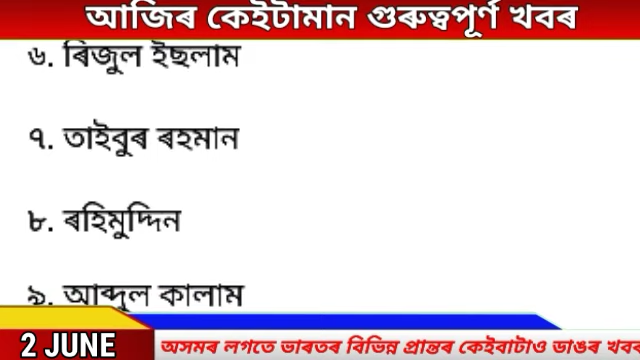 আজিৰ কেইটামান গুৰুত্বপূৰ্ণ খবৰ
৬. ৰিজুল ইছলাম
৭. তাইবুৰ ৰহমান
৮. ৰহিমুদ্দিন
৯. আব্দুল কালাম
2 JUNE
অসমৰ লগতে ভাৰতৰ বিভিন্ন প্ৰান্তৰ কেইবাটাও ডাঙৰ খবৰ